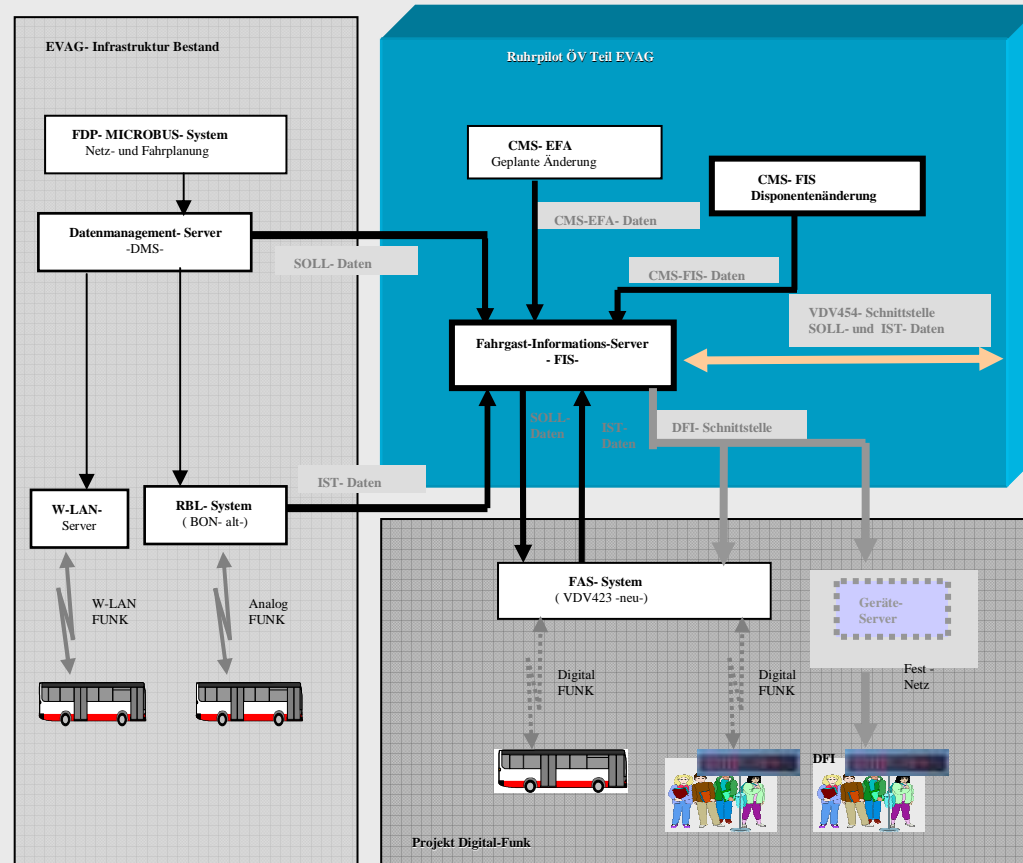 EVAG- Infrastruktur Bestand
FDP- MICROBUS- System
Netz- und Fahrplanung
Datenmanagement- Server
-DMS-
SOLL- Daten
IST- Daten
W-LAN-
Server
RBL- System
( BON- alt-)
W-LAN
FUNK
Analog
FUNK
Ruhrpilot ÖV Teil EVAG
CMS- EFA
Geplante Änderung
CMS- FIS
Disponentenänderung
CMS-EFA- Daten
CMS-FIS- Daten
VDV454- Schnittstelle
SOLL- und IST- Daten
Fahrgast-Informations-Server
- FIS-
SOLL-
Daten
IST-
Daten
DFI- Schnittstelle
FAS- System
( VDV423 -neu-)
Geräte-
Server
Digital
FUNK
Digital
FUNK
Fest -
Netz
DFI
Projekt Digital-Funk